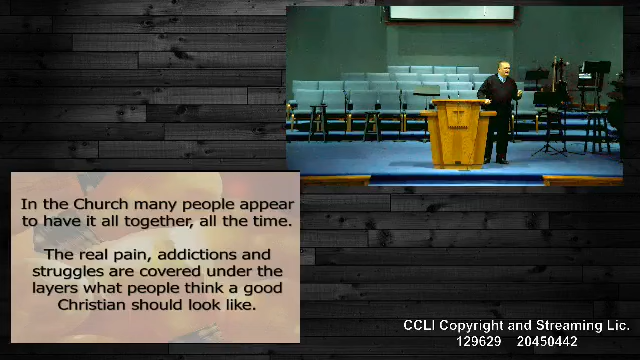 In the Church many people appear
to have it all together, all the time.
The real pain, addictions and
struggles are covered under the
layers what people think a good
Christian should look like.
CCLI Copyright and Streaming Lic.
129629 20450442